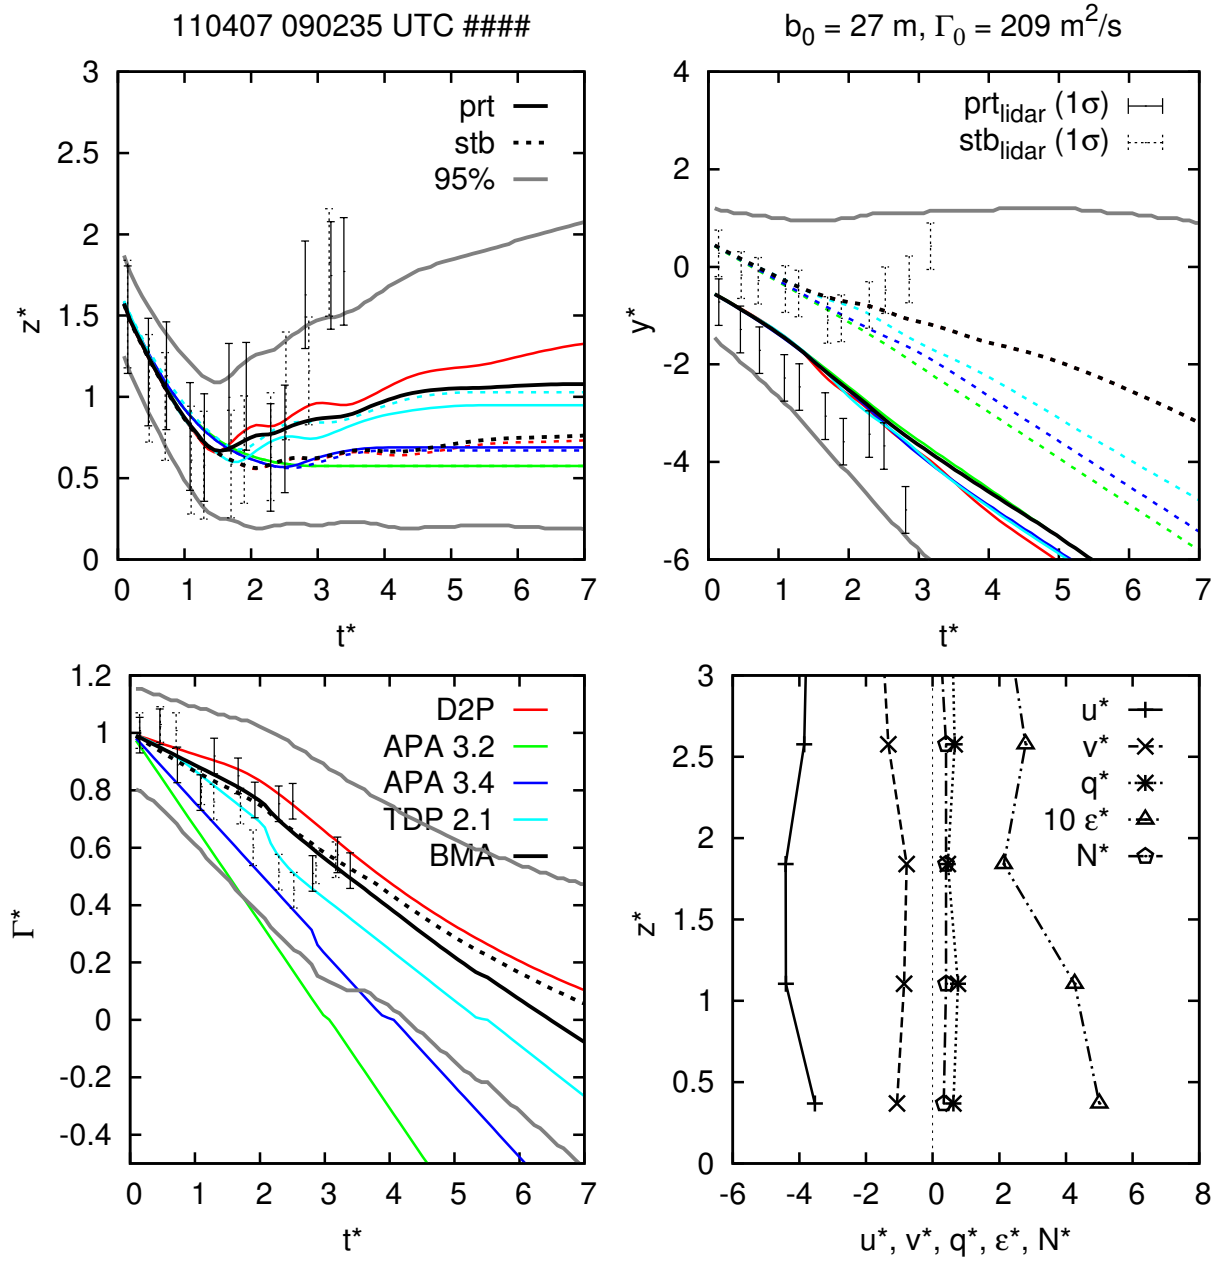 110407 090235 UTC ####
b₀ = 27 m, Γ₀ = 209 m²/s
3
2.5
2
1.5
1
0.5
0
z*
prt
stb
95%
0 1 2 3 4 5 6 7
t*
4
2
0
-2
-4
-6
y*
prt_lidar (1σ)
stb_lidar (1σ)
0 1 2 3 4 5 6 7
t*
1.2
1
0.8
0.6
0.4
0.2
0
-0.2
-0.4
Γ*
D2P
APA 3.2
APA 3.4
TDP 2.1
BMA
0 1 2 3 4 5 6 7
t*
3
2.5
2
1.5
1
0.5
0
z*
u*
v*
q*
10 ε*
N*
-6 -4 -2 0 2 4 6 8
u*, v*, q*, ε*, N*